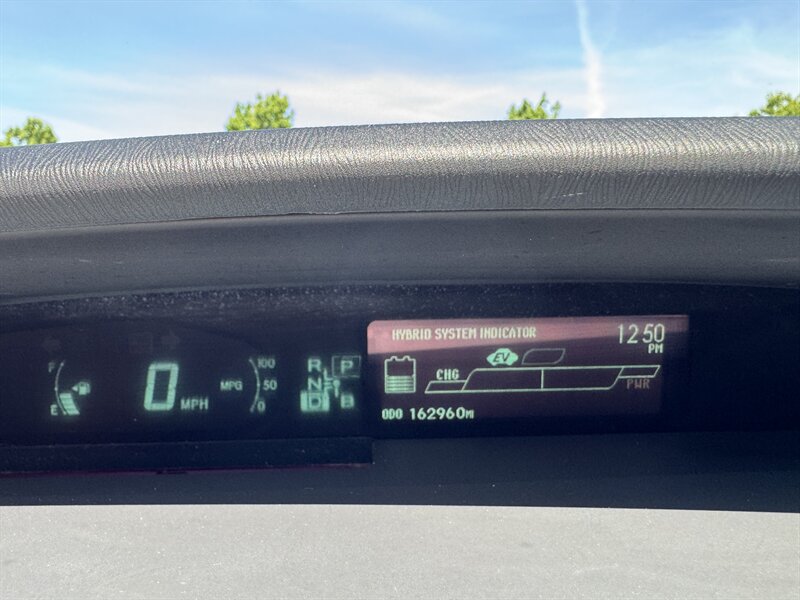 F
E
0 MPH
MPG
100
50
0
R P
N
D B
HYBRID SYSTEM INDICATOR
12:50
PM
EV
CHG
PWR
ODO 162960MI